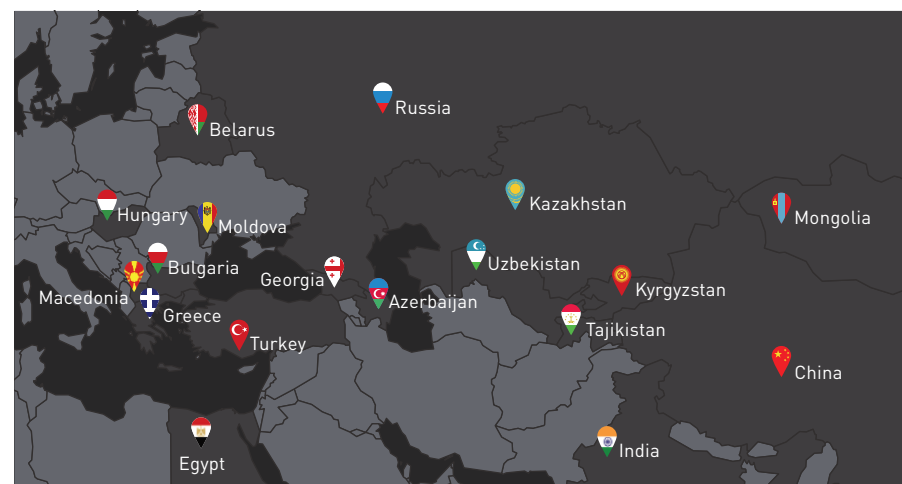 Russia
Belarus
Kazakhstan
Hungary
Mongolia
Moldova
Uzbekistan
Bulgaria
Georgia
Kyrgyzstan
Macedonia
Azerbaijan
Greece
Tajikistan
Turkey
China
India
Egypt